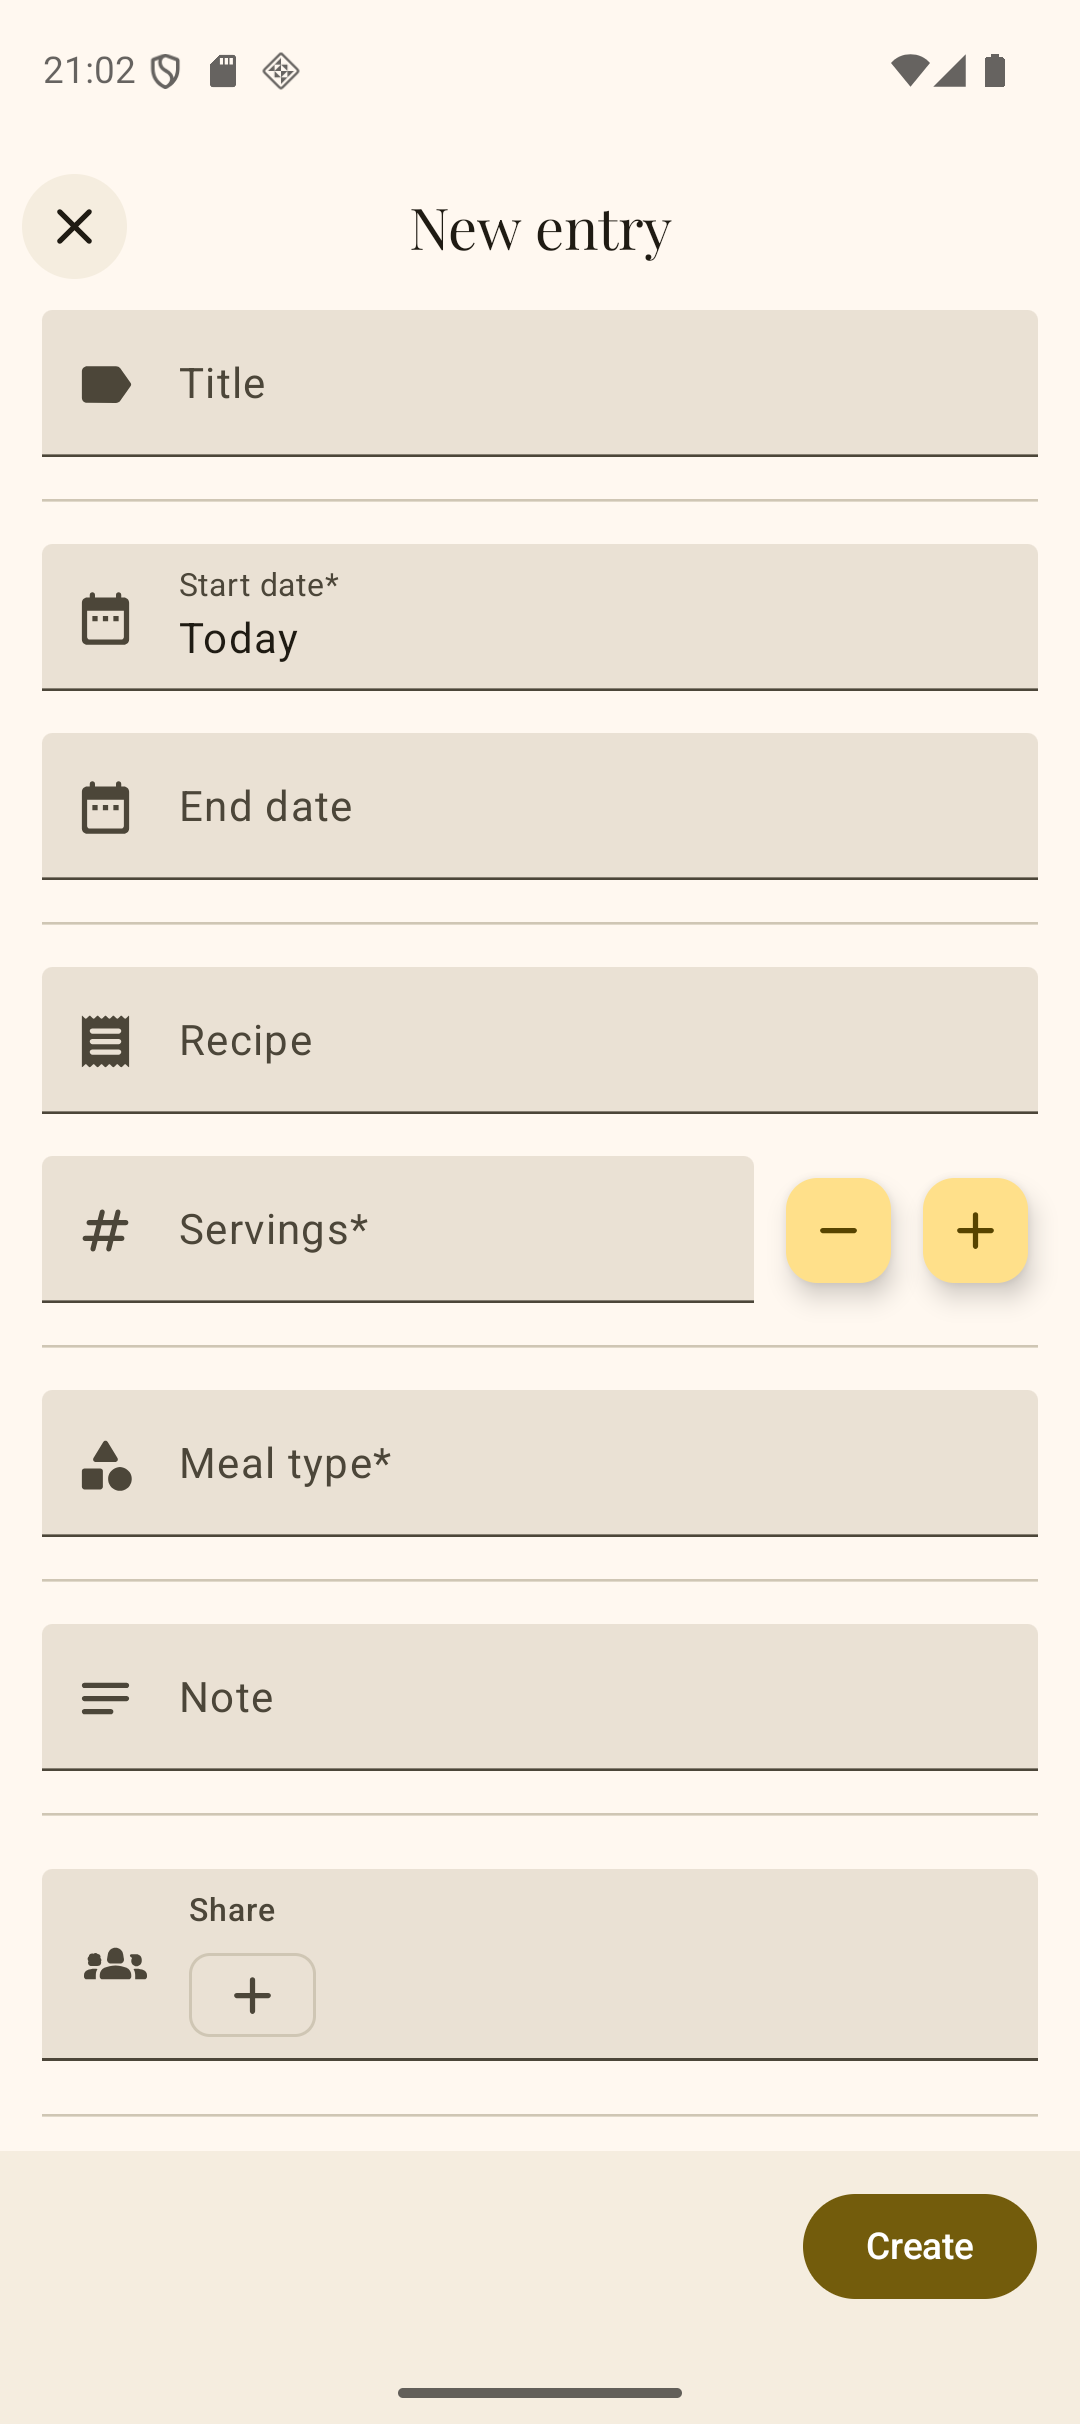 21:02
New entry
Title
Start date*
Today
End date
Recipe
Servings*
Meal type*
Note
Share
Create